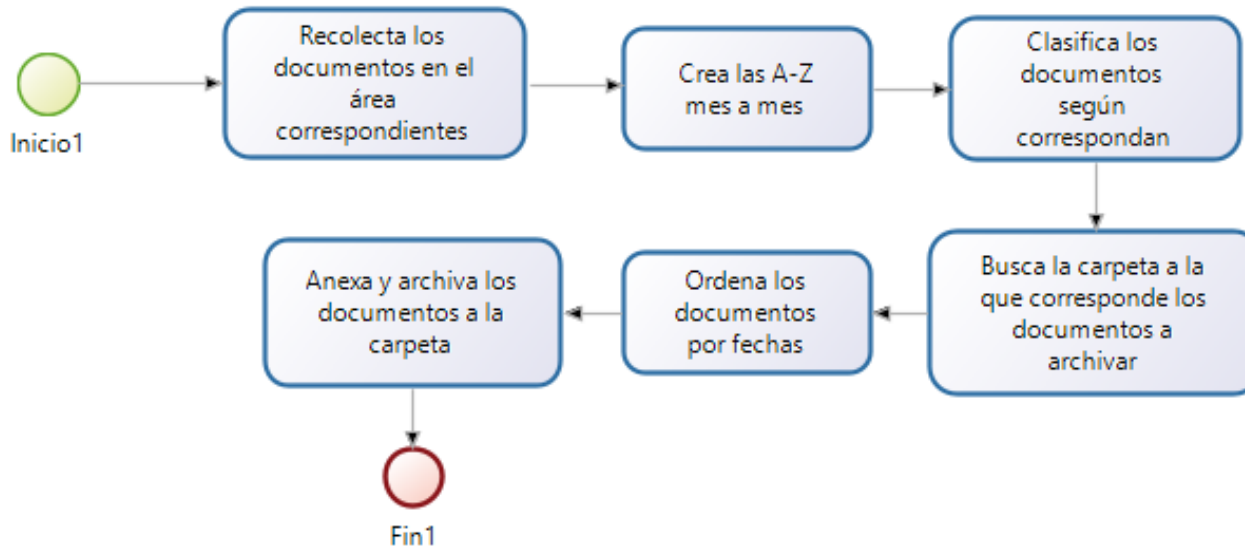 Inicio1
Recolecta los
documentos en el
área
correspondientes
Crea las A-Z
mes a mes
Clasifica los
documentos
según
correspondan
Busca la carpeta a la
que corresponde los
documentos a
archivar
Ordena los
documentos
por fechas
Anexa y archiva los
documentos a la
carpeta
Fin1